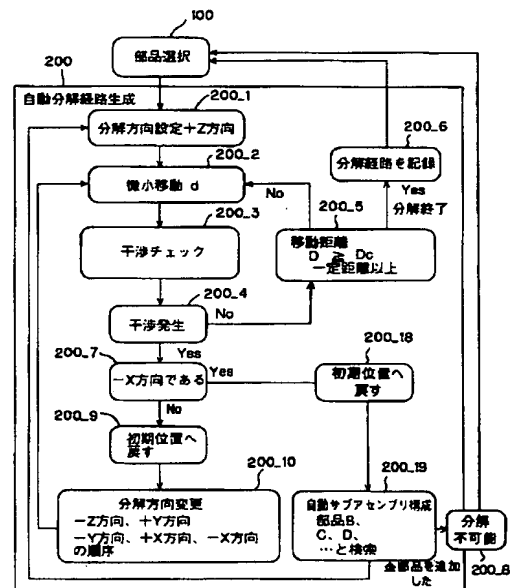 100
部品選択
200
自動分解経路生成
200_1
分解方向設定+Z方向
200_2
微小移動 d
200_3
干渉チェック
200_4
干渉発生
No
200_5
移動距離
D ≧ Dc
一定距離以上
No
Yes
分解終了
200_6
分解経路を記録
Yes
200_7
-X方向である
Yes
No
200_18
初期位置へ
戻す
200_9
初期位置へ
戻す
200_10
分解方向変更
-Z方向、+Y方向
-Y方向、+X方向、-X方向
の順序
200_19
自動サブアセンブリ構成
部品B、
C、D、
…と検索
全部品を追加
した
分解
不可能
200_8